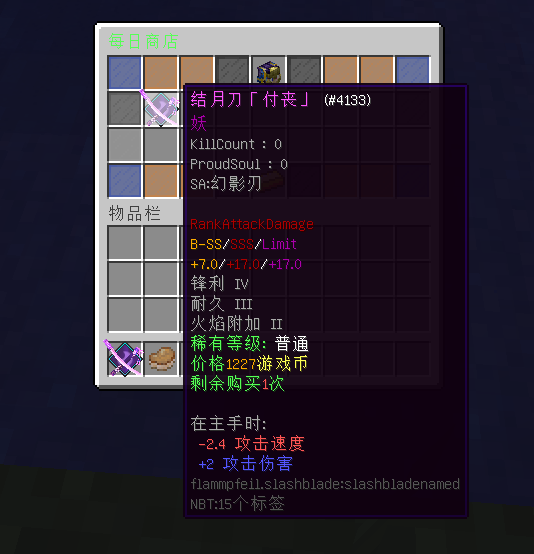 每日商店
结月刀「付丧」 (#4133)
妖
KillCount : 0
ProudSoul : 0
SA:幻影刃
RankAttackDamage
B-SS/SSS/Limit
+7.0/+17.0/+17.0
锋利 IV
耐久 III
火焰附加 II
稀有等级: 普通
价格1227游戏币
剩余购买1次
在主手时:
-2.4 攻击速度
+2 攻击伤害
flammpfeil.slashblade:slashbladenamed
NBT:15个标签
物品栏